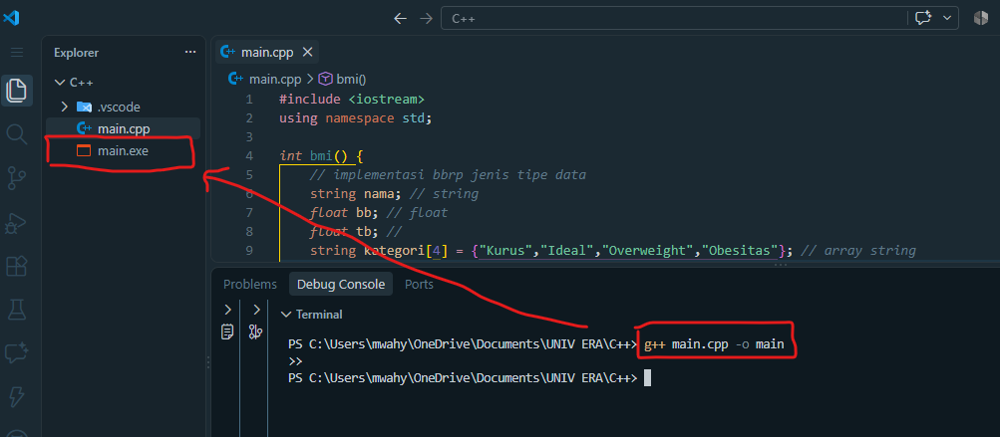 C++
Explorer
C++
.vscode
main.cpp
main.exe
main.cpp
main.cpp > bmi()
1 #include <iostream>
2 using namespace std;
3
4 int bmi() {
5 // implementasi bbrp jenis tipe data
6 string nama; // string
7 float bb; // float
8 float tb; //
9 string kategori[4] = {"Kurus","Ideal","Overweight","Obesitas"}; // array string
Problems Debug Console Ports
Terminal
PS C:\Users\mwahy\OneDrive\Documents\UNIV ERA\C++> g++ main.cpp -o main
>>
PS C:\Users\mwahy\OneDrive\Documents\UNIV ERA\C++>